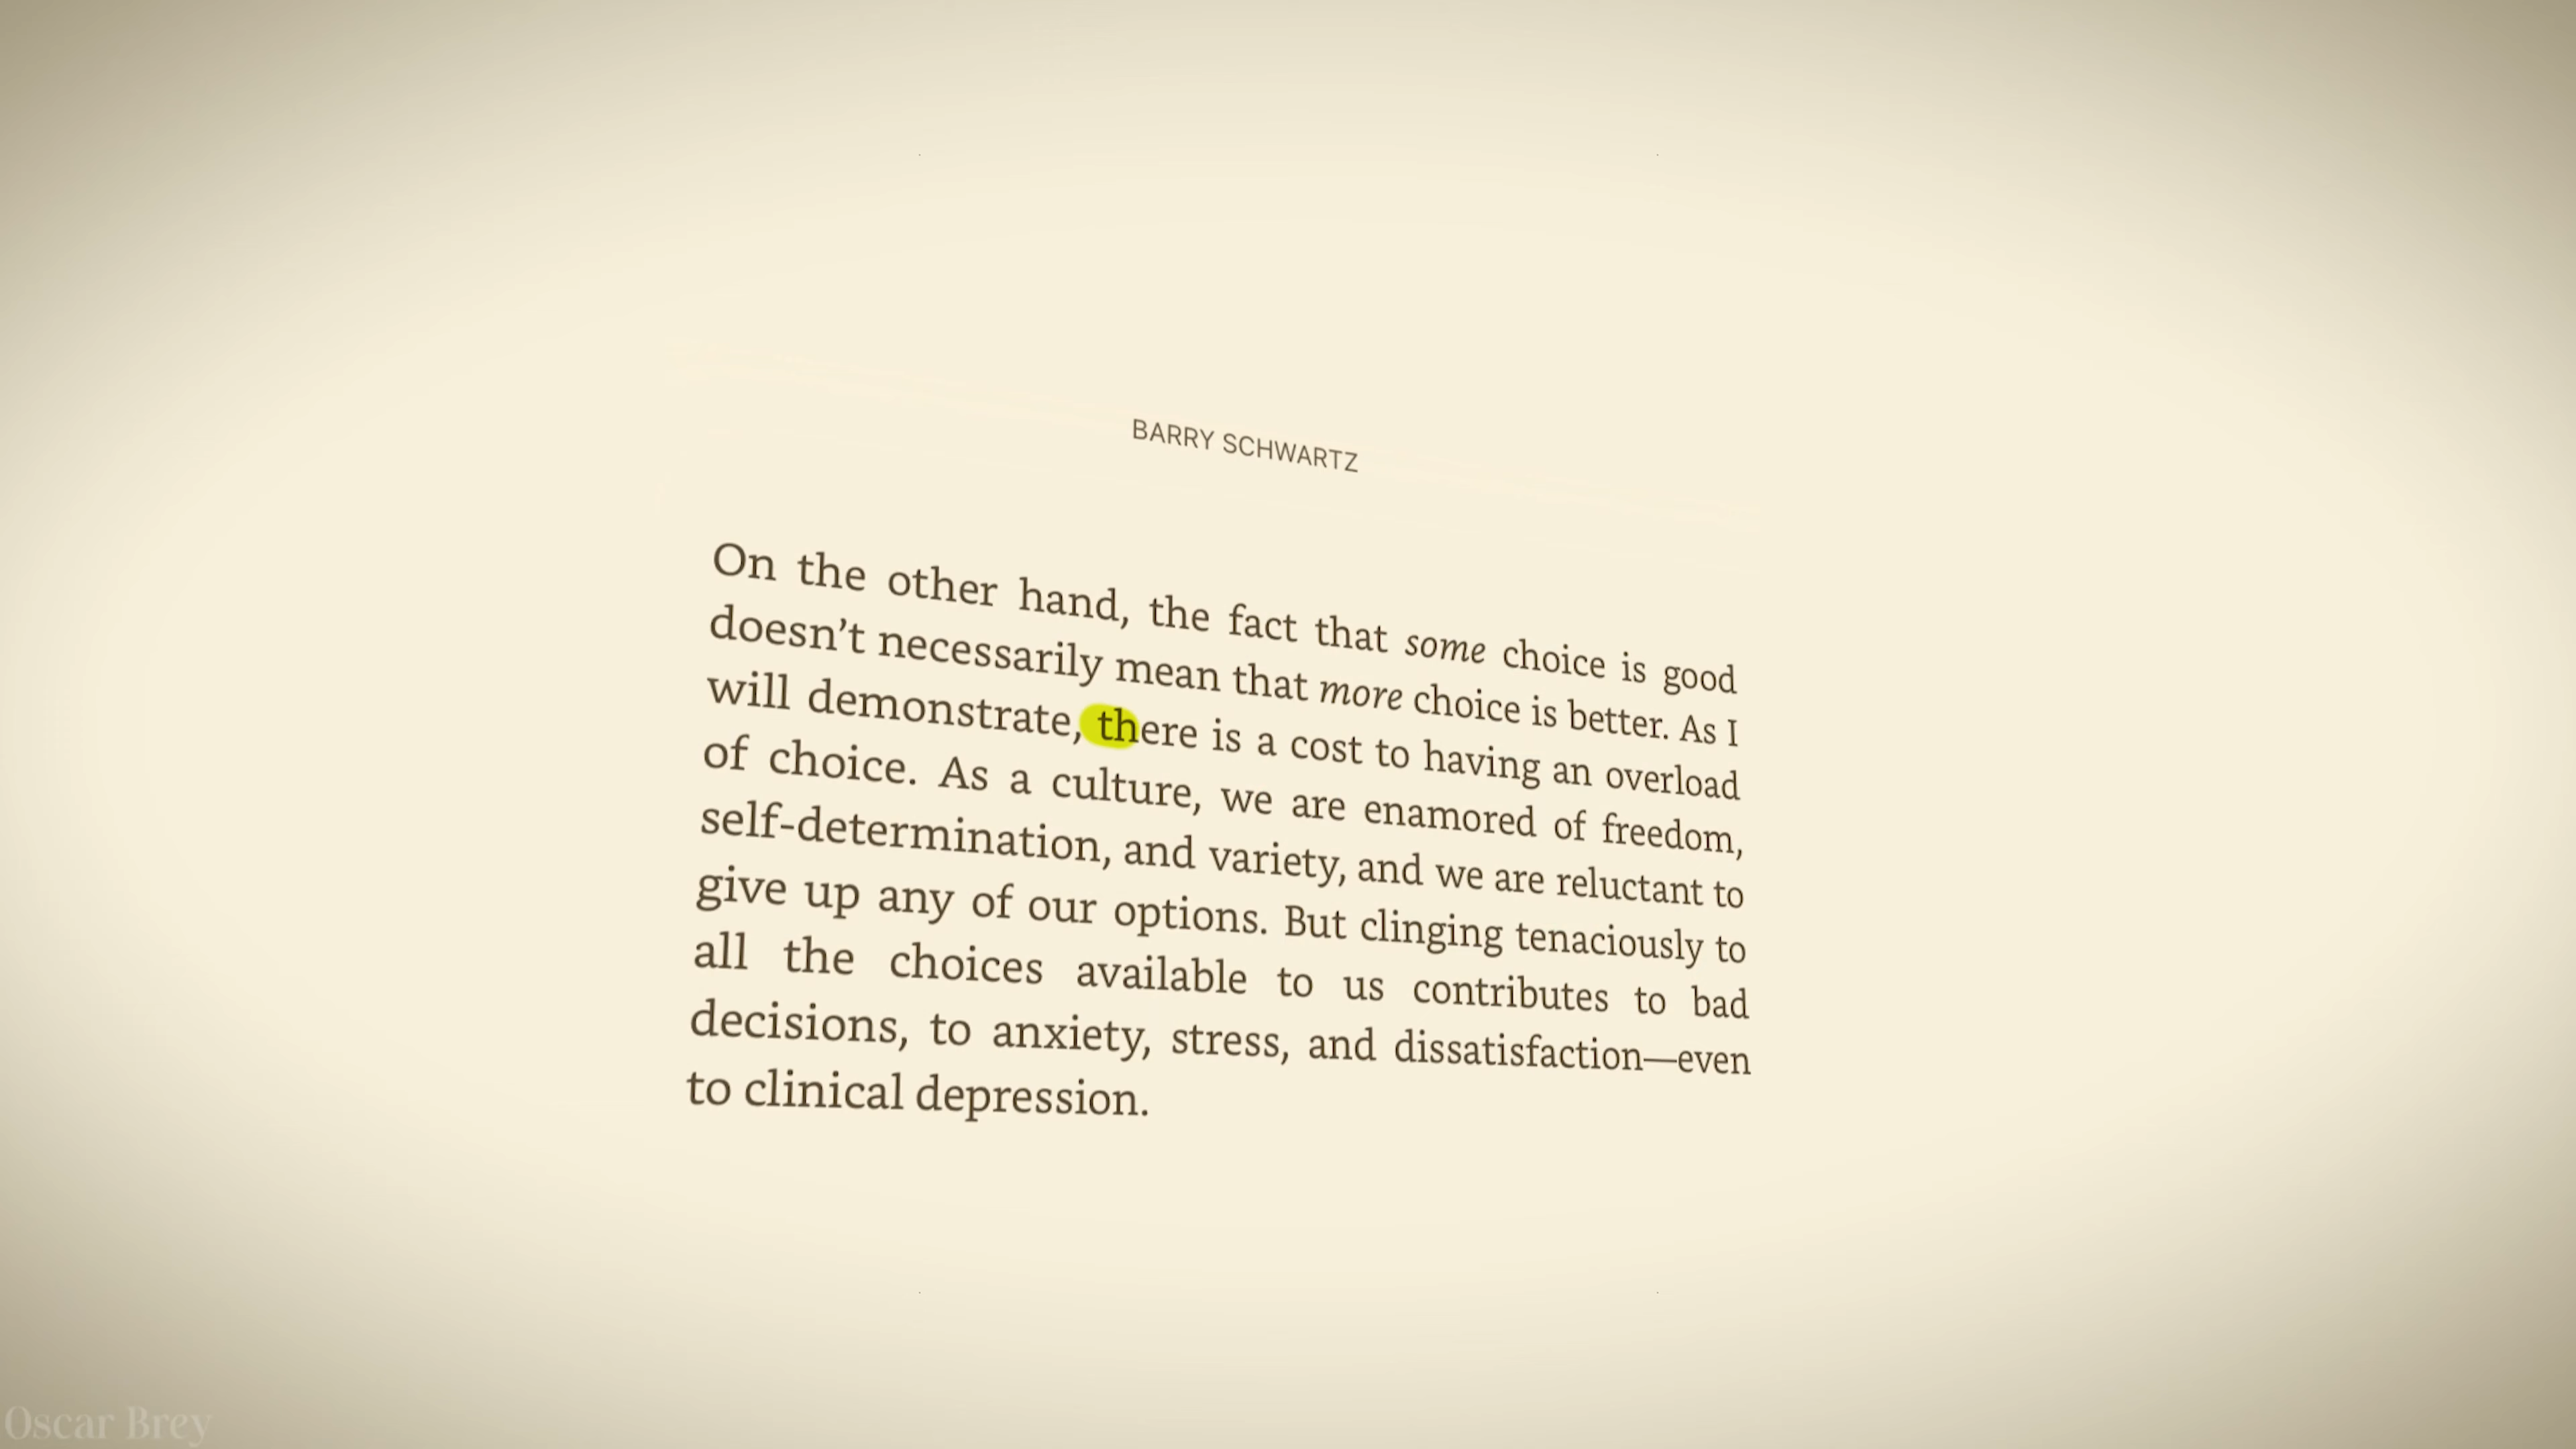 BARRY SCHWARTZ
On the other hand, the fact that some choice is good
doesn’t necessarily mean that more choice is better. As I
will demonstrate, there is a cost to having an overload
of choice. As a culture, we are enamored of freedom,
self-determination, and variety, and we are reluctant to
give up any of our options. But clinging tenaciously to
all the choices available to us contributes to bad
decisions, to anxiety, stress, and dissatisfaction—even
to clinical depression.
Oscar Brey